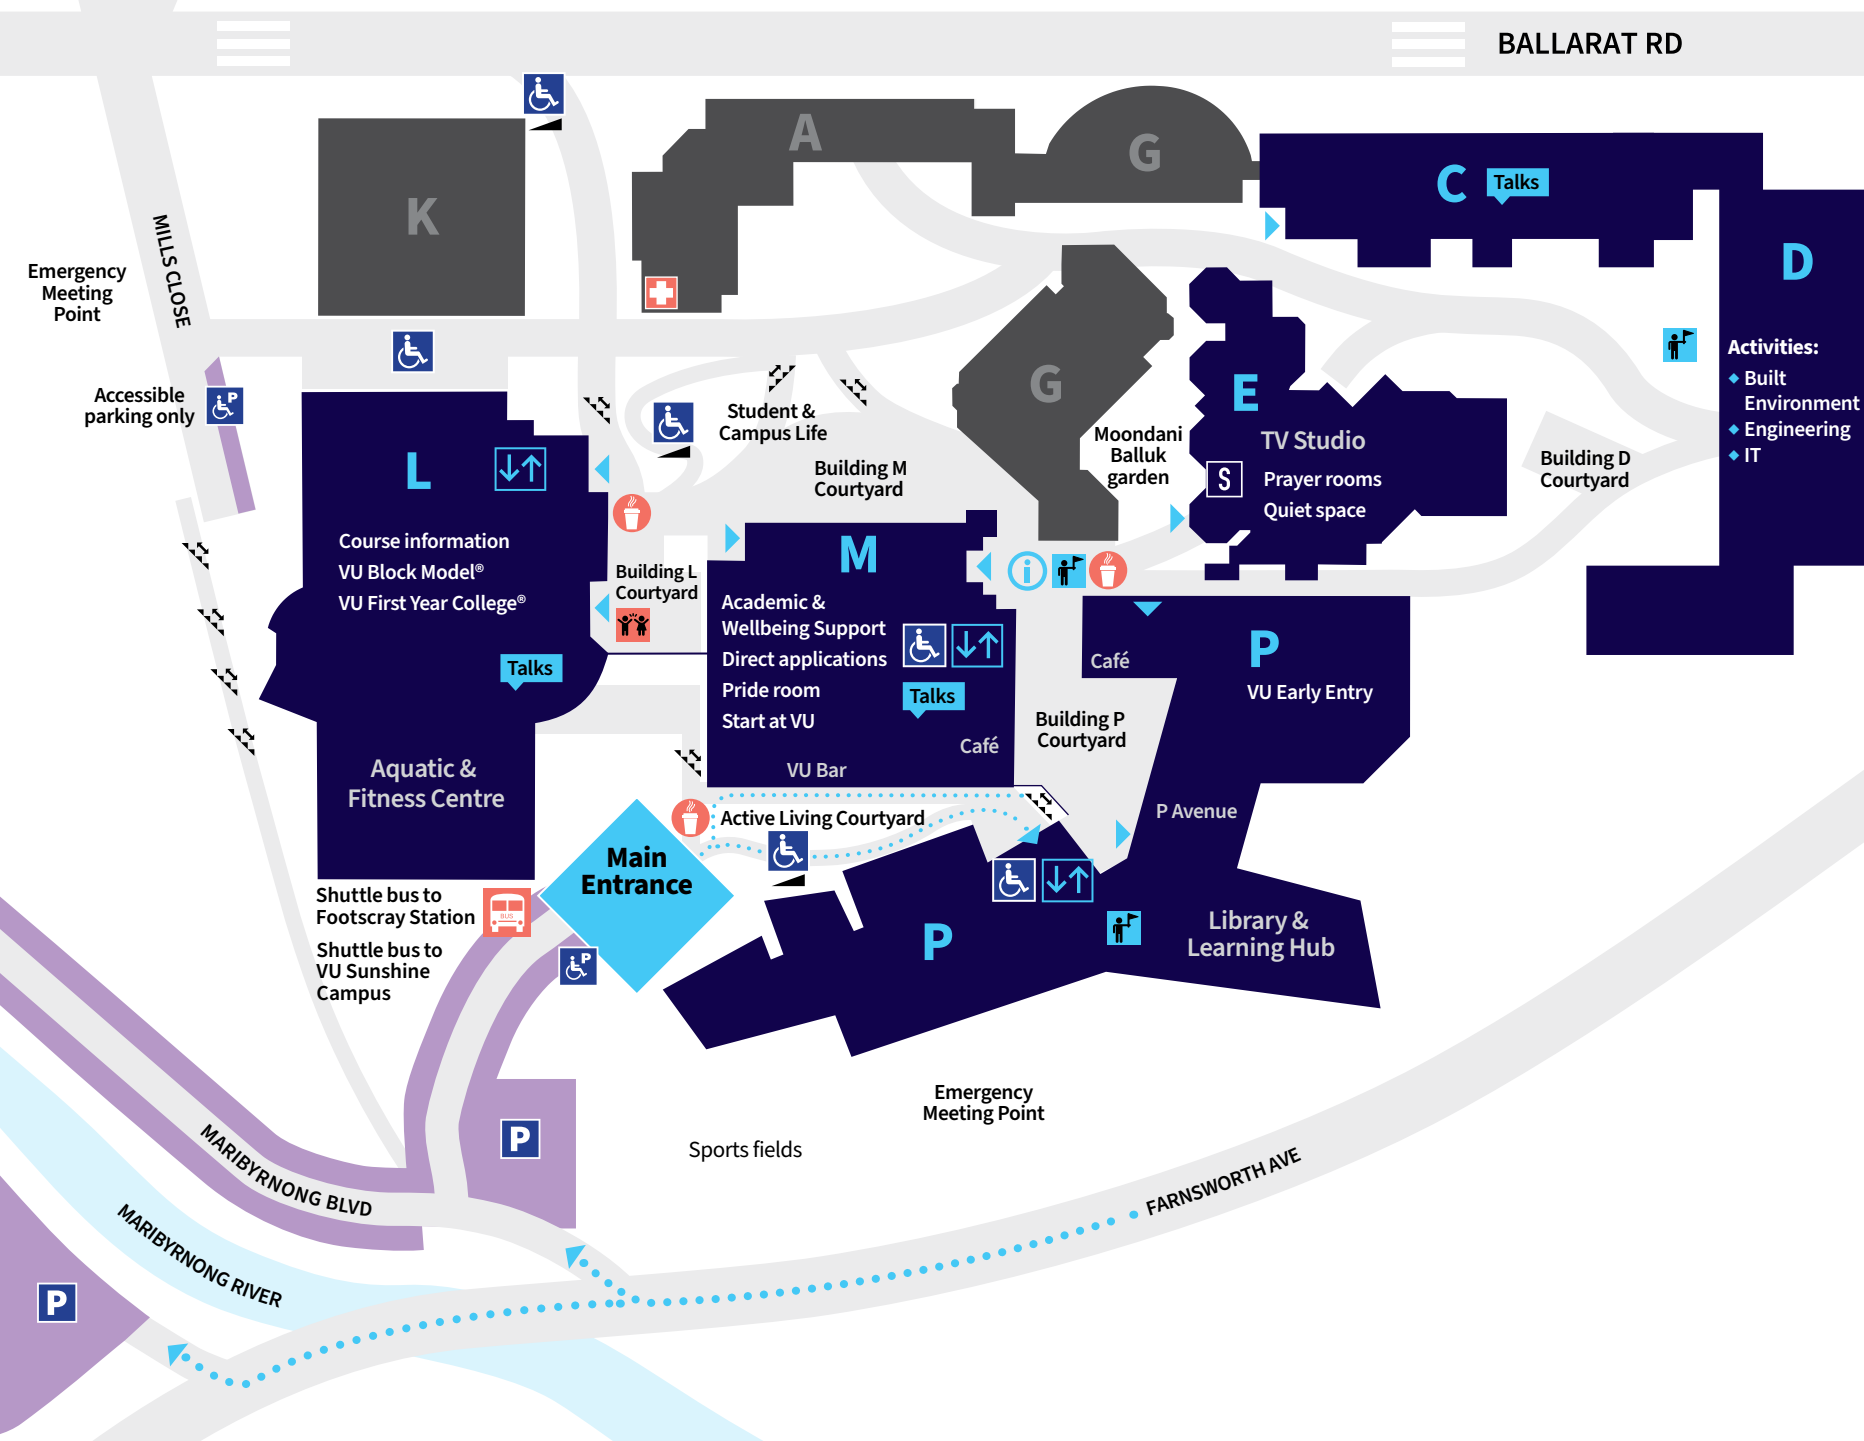 BALLARAT RD
A
G
C
Talks
K
D
MILLS CLOSE
Emergency
Meeting
Point
Activities:
Built
Environment
Engineering
IT
Accessible
parking only
P
Student &
Campus Life
G
E
Moondani
Balluk
garden
TV Studio
S
Prayer rooms
Quiet space
Building D
Courtyard
L
Building M
Courtyard
Course information
VU Block Model®
VU First Year College®
Talks
Building L
Courtyard
M
i
Academic &
Wellbeing Support
Direct applications
Pride room
Start at VU
Talks
Café
VU Bar
Café
P
VU Early Entry
Building P
Courtyard
P Avenue
Aquatic &
Fitness Centre
Active Living Courtyard
Main
Entrance
Shuttle bus to
Footscray Station
BUS
Shuttle bus to
VU Sunshine
Campus
P
P
Library &
Learning Hub
Emergency
Meeting Point
Sports fields
P
MARIBYRNONG BLVD
MARIBYRNONG RIVER
FARNSWORTH AVE
P